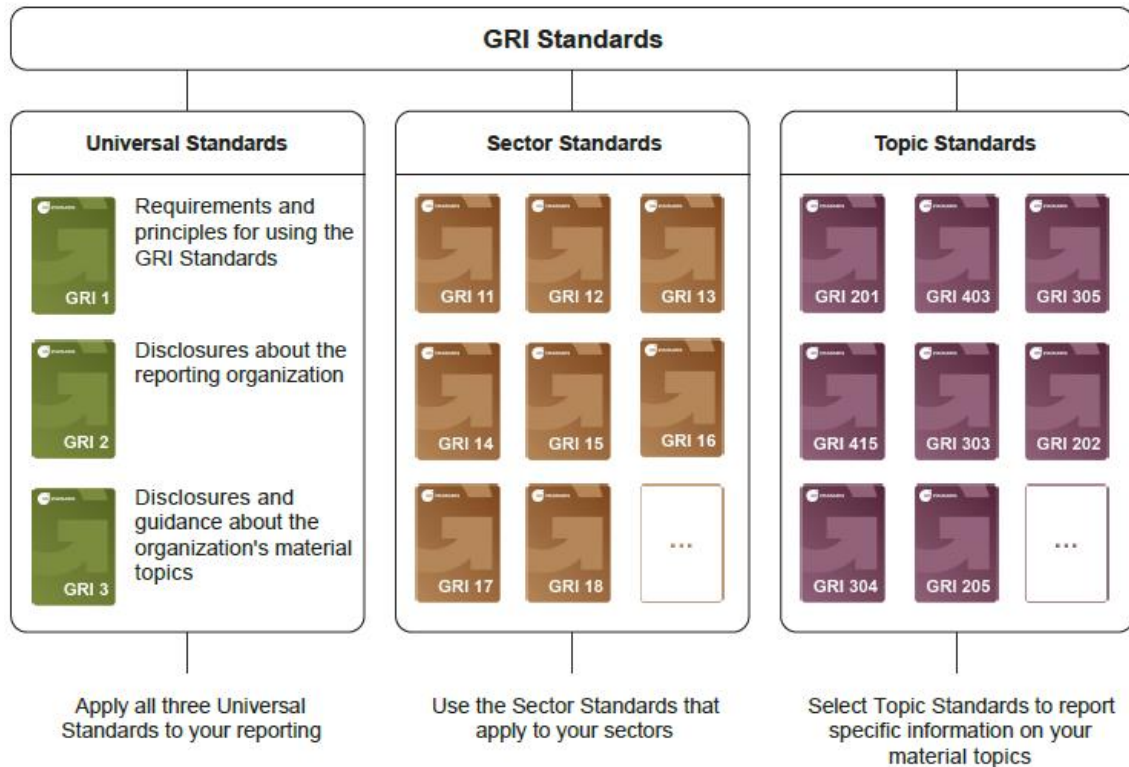 GRI Standards
Universal Standards
Requirements and
principles for using the
GRI Standards
GRI 1
Disclosures about the
reporting organization
GRI 2
Disclosures and
guidance about the
organization's material
topics
GRI 3
Apply all three Universal
Standards to your reporting
Sector Standards
GRI 11
GRI 12
GRI 13
GRI 14
GRI 15
GRI 16
GRI 17
GRI 18
...
Use the Sector Standards that
apply to your sectors
Topic Standards
GRI 201
GRI 403
GRI 305
GRI 415
GRI 303
GRI 202
GRI 304
GRI 205
...
Select Topic Standards to report
specific information on your
material topics